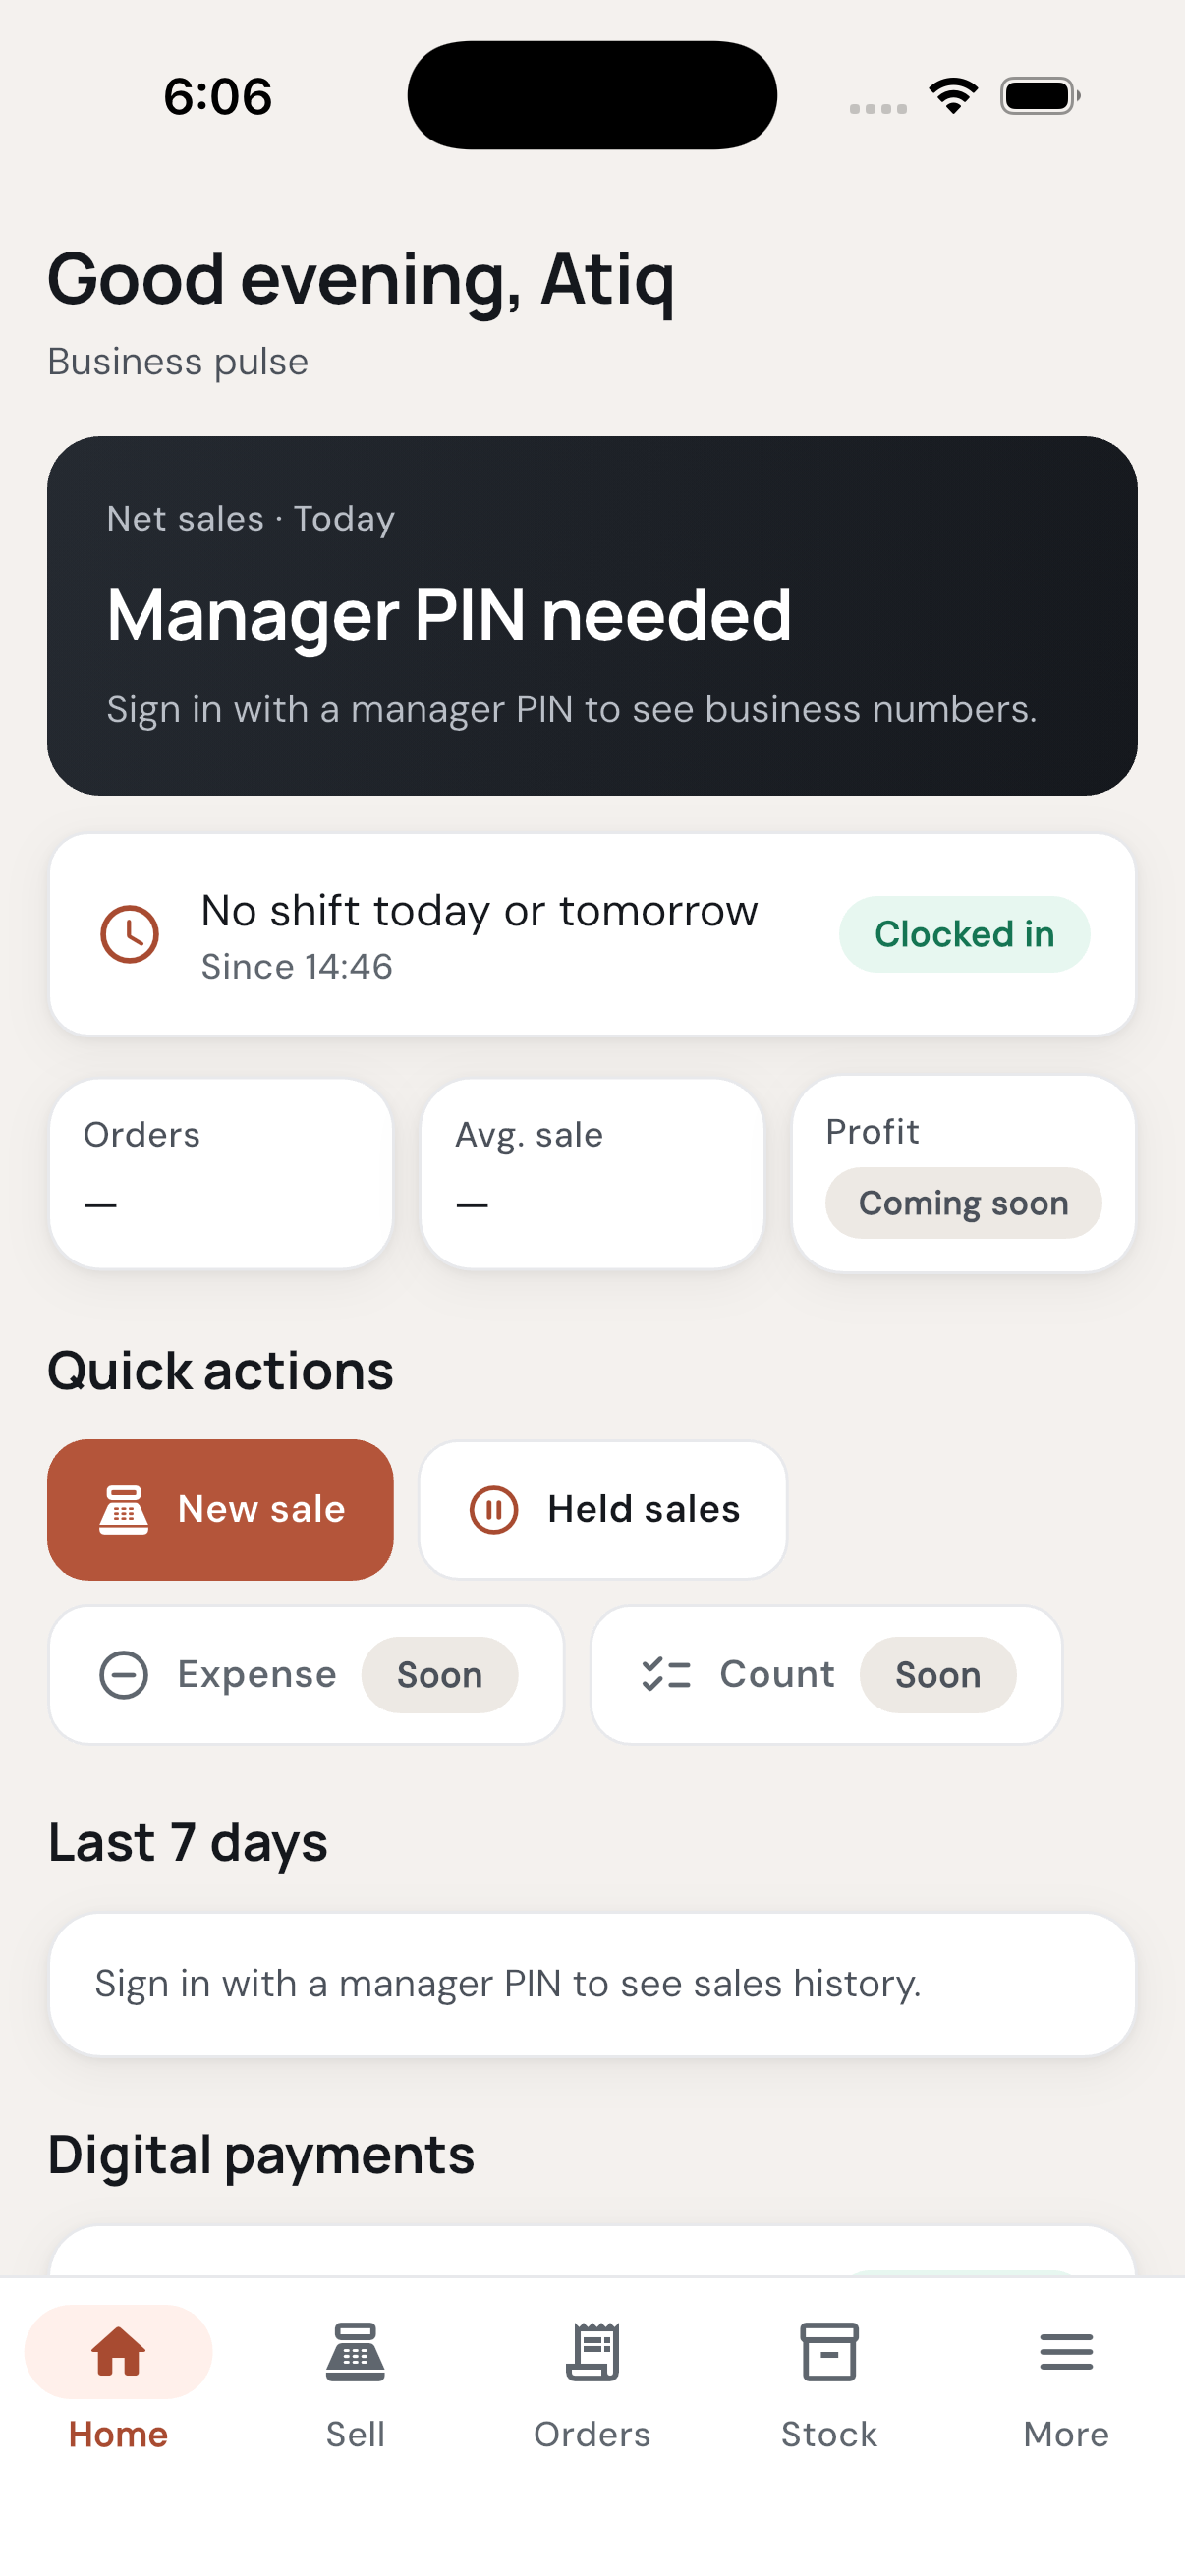 6:06
Good evening, Atiq
Business pulse
Net sales · Today
Manager PIN needed
Sign in with a manager PIN to see business numbers.
No shift today or tomorrow
Since 14:46
Clocked in
Orders
—
Avg. sale
—
Profit
Coming soon
Quick actions
New sale
Held sales
Expense
Soon
Count
Soon
Last 7 days
Sign in with a manager PIN to see sales history.
Digital payments
Home
Sell
Orders
Stock
More